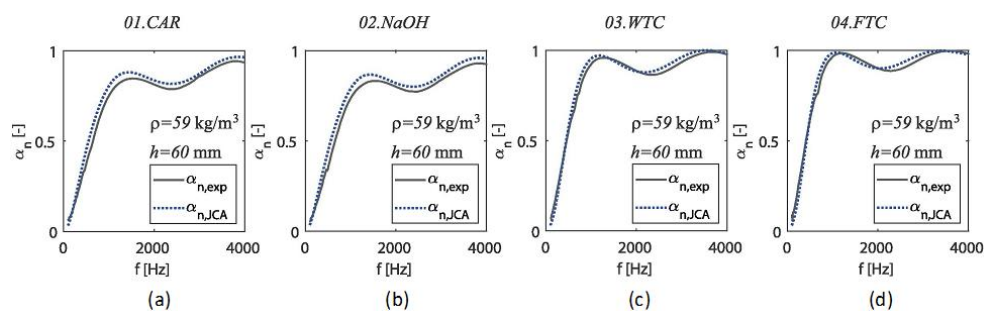 01.CAR
02.NaOH
03.WTC
04.FTC
1
0.5
0
αn [-]
ρ=59 kg/m³
h=60 mm
αn,exp
αn,JCA
0
2000
4000
f [Hz]
(a)
1
0.5
0
αn [-]
ρ=59 kg/m³
h=60 mm
αn,exp
αn,JCA
0
2000
4000
f [Hz]
(b)
1
0.5
0
αn [-]
ρ=59 kg/m³
h=60 mm
αn,exp
αn,JCA
0
2000
4000
f [Hz]
(c)
1
0.5
0
αn [-]
ρ=59 kg/m³
h=60 mm
αn,exp
αn,JCA
0
2000
4000
f [Hz]
(d)